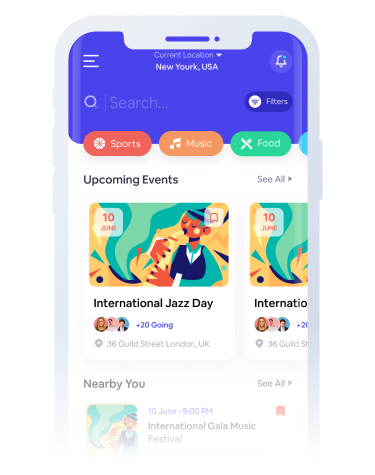 Current Location
New Yourk, USA
Search...
Filters
Sports
Music
Food
Upcoming Events
See All
10
JUNE
10
JUNE
International Jazz Day
Internatio
+20 Going
+20
36 Guild Street London, UK
36 Guild St
Nearby You
See All
10 June - 9:00 PM
International Gala Music
Festival